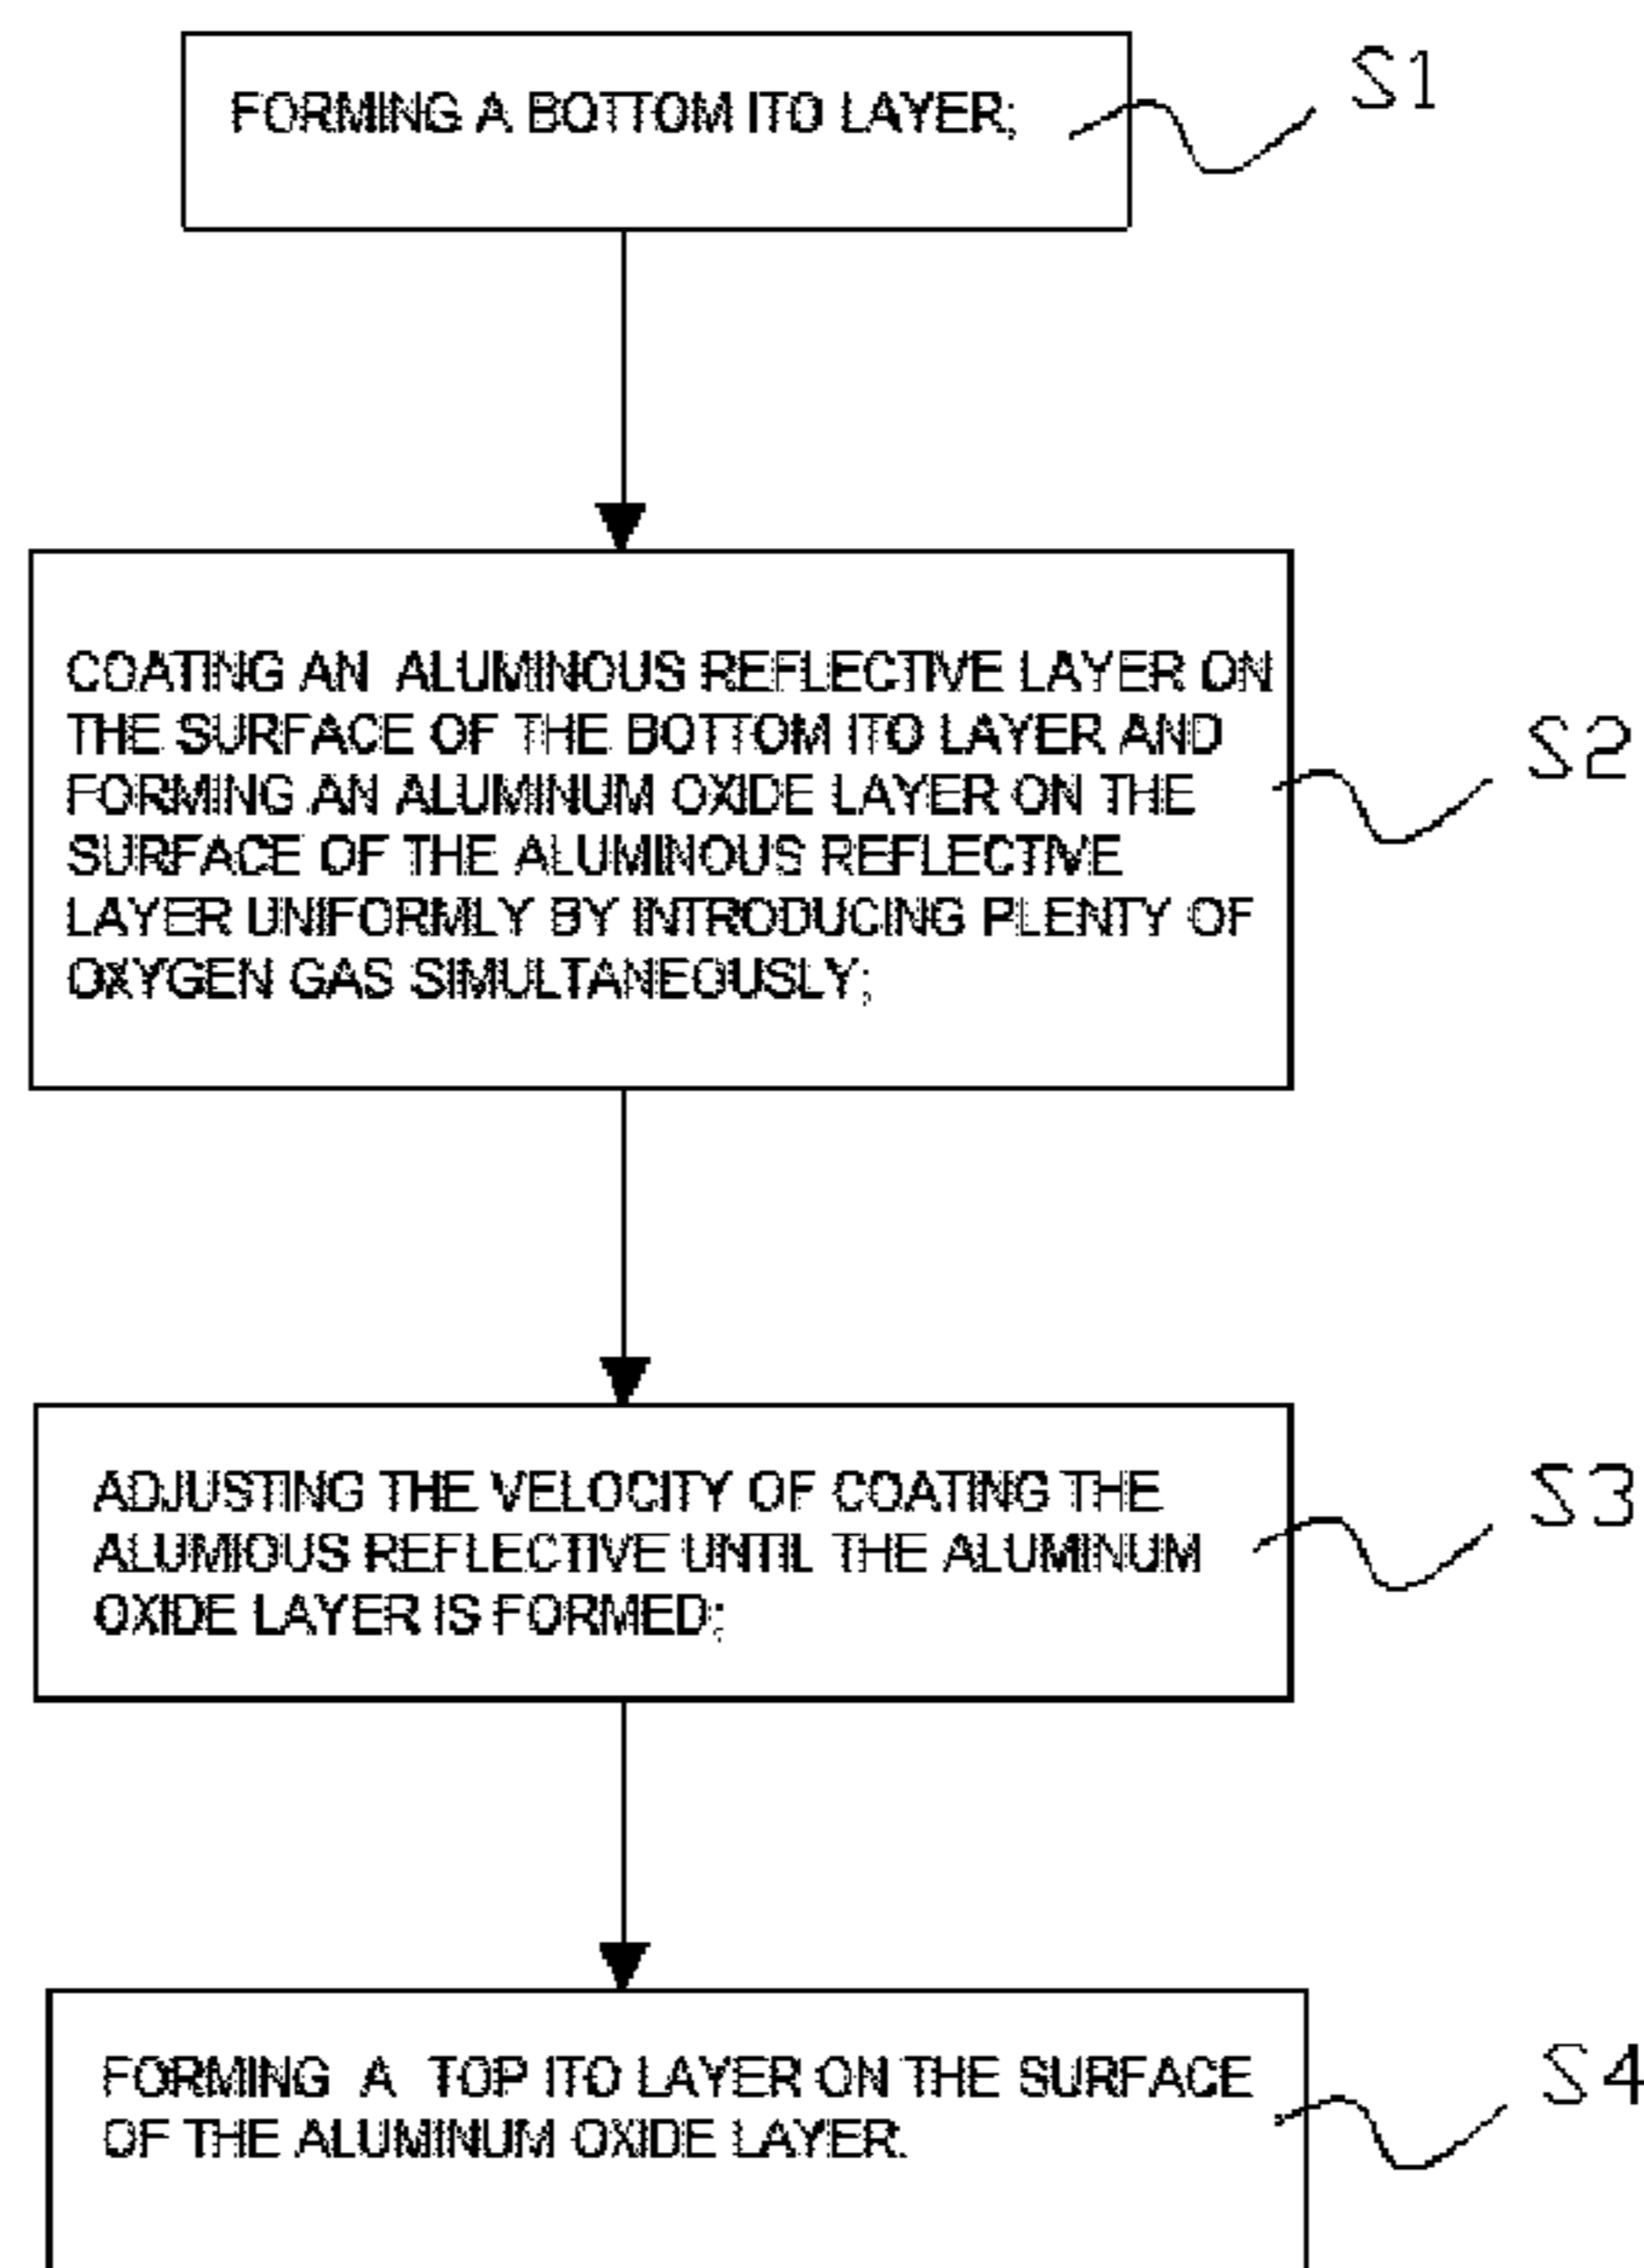 FORMING A BOTTOM ITO LAYER;
S1
COATING AN ALUMINOUS REFLECTIVE LAYER ON
THE SURFACE OF THE BOTTOM ITO LAYER AND
FORMING AN ALUMINUM OXIDE LAYER ON THE
SURFACE OF THE ALUMINOUS REFLECTIVE
LAYER UNIFORMLY BY INTRODUCING PLENTY OF
OXYGEN GAS SIMULTANEOUSLY;
S2
ADJUSTING THE VELOCITY OF COATING THE
ALUMIOUS REFLECTIVE UNTIL THE ALUMINUM
OXIDE LAYER IS FORMED;
S3
FORMING A TOP ITO LAYER ON THE SURFACE
OF THE ALUMINUM OXIDE LAYER.
S4